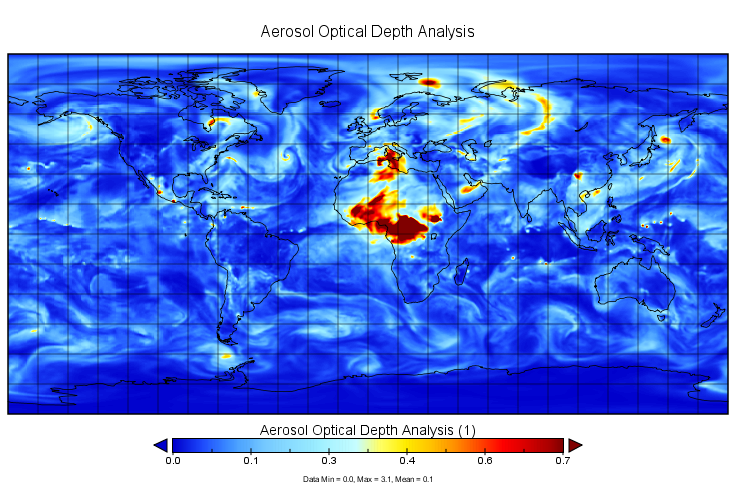 Aerosol Optical Depth Analysis
Aerosol Optical Depth Analysis (1)
0.0 0.1 0.3 0.4 0.6 0.7
Data Min = 0.0, Max = 3.1, Mean = 0.1